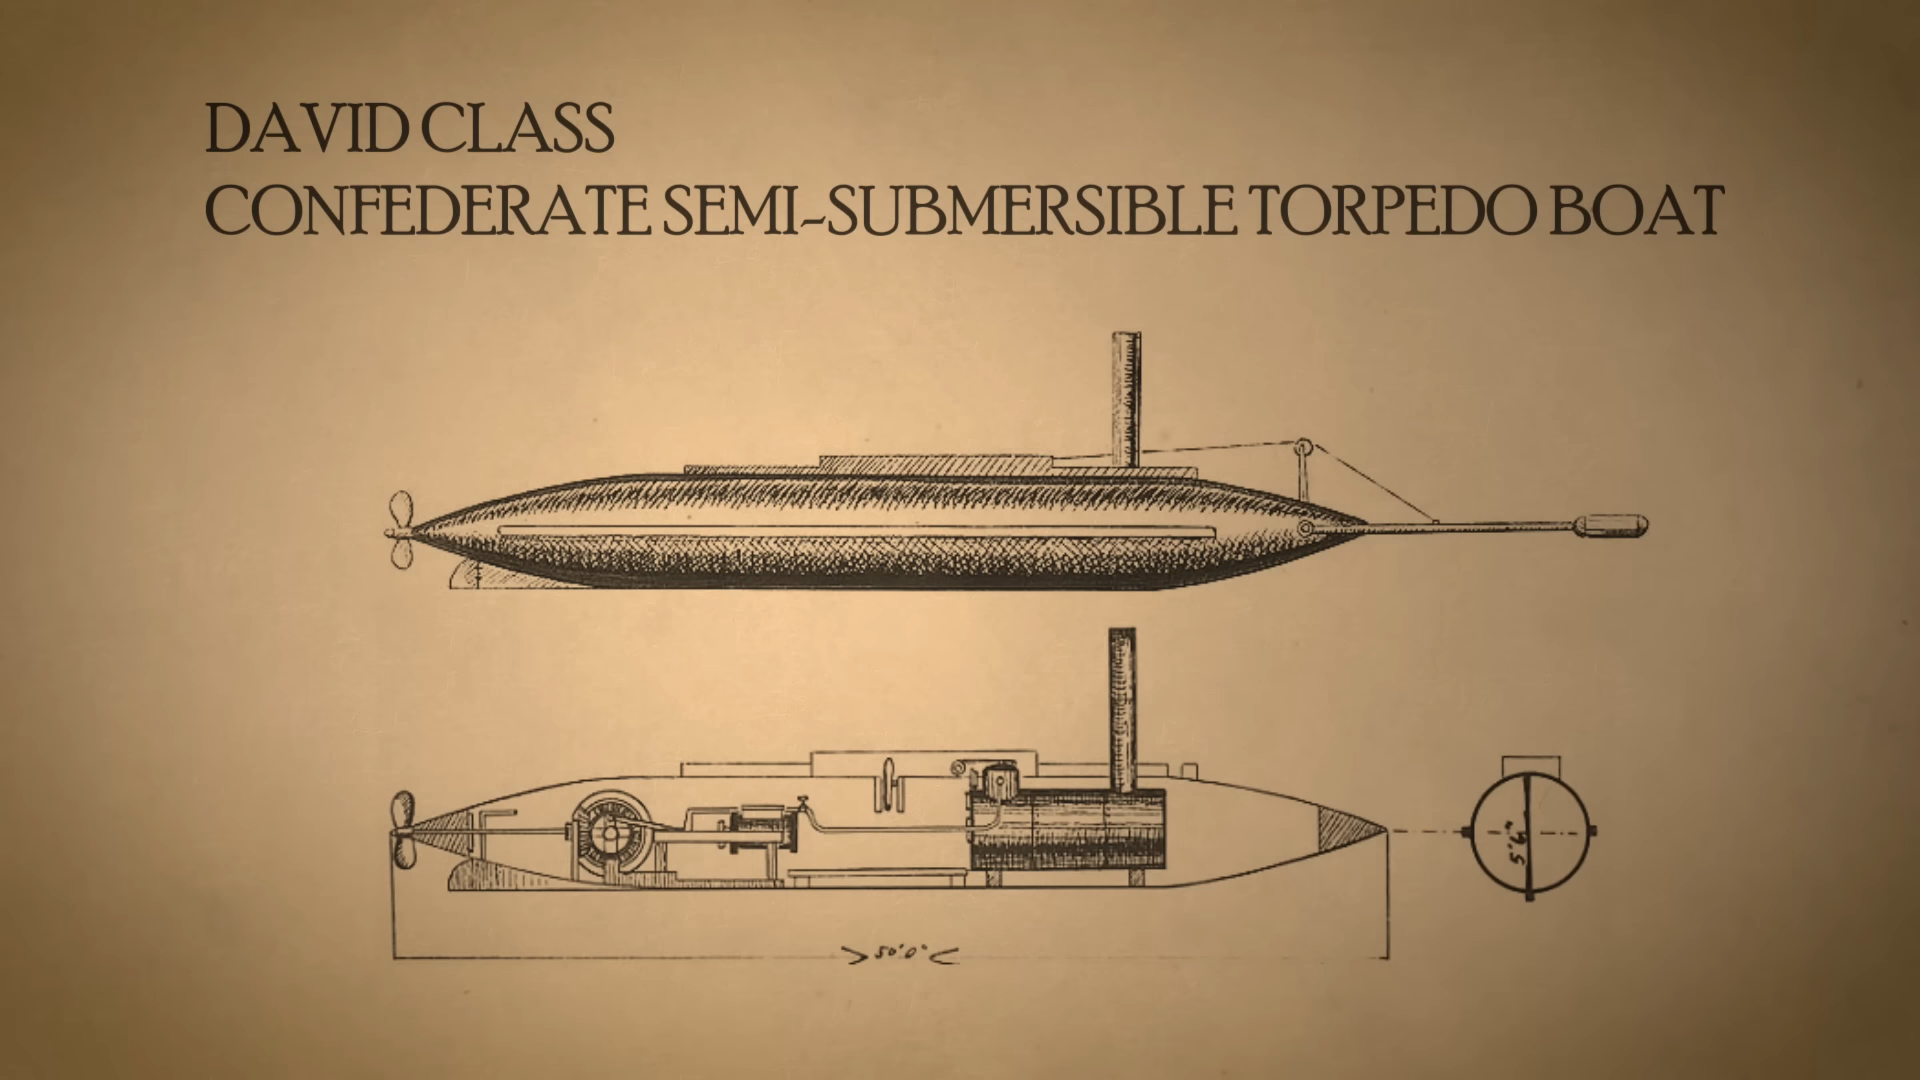 DAVID CLASS
CONFEDERATE SEMI-SUBMERSIBLE TORPEDO BOAT
5'6"
50'0"